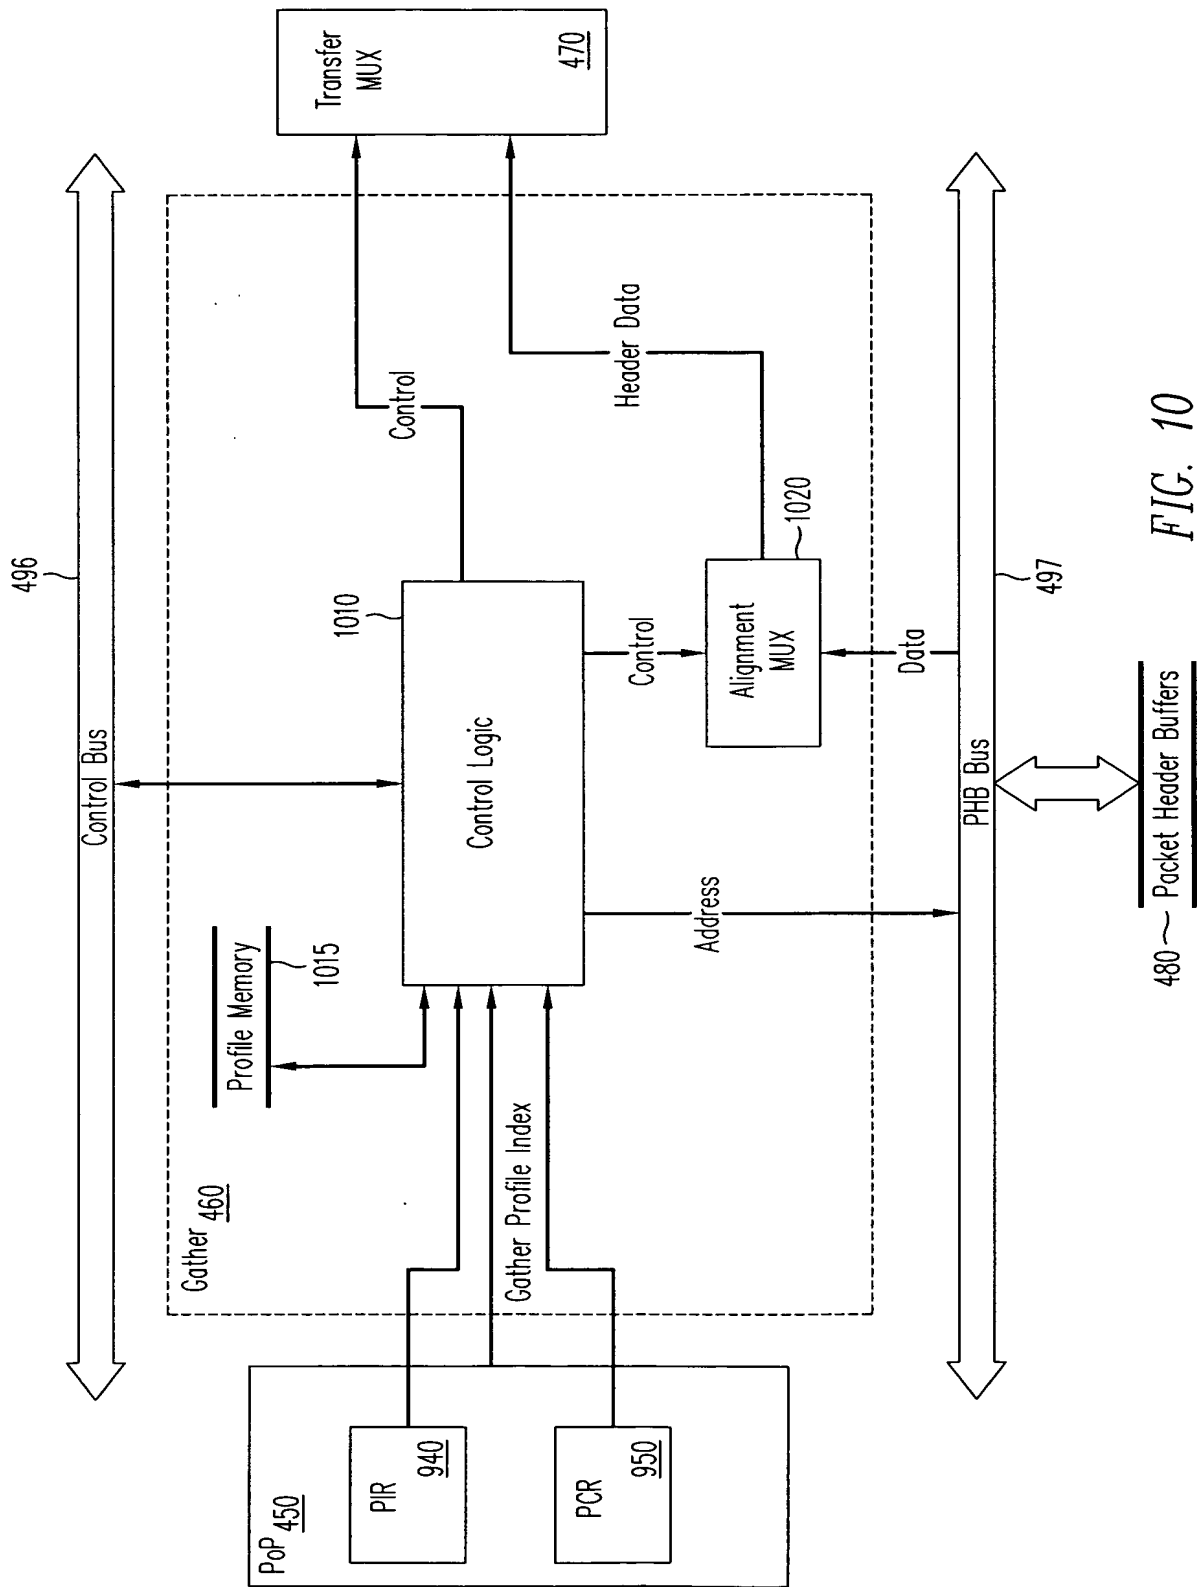 496
Control Bus
Transfer
MUX
470
Gather
460
Profile Memory
1015
1010
Control Logic
Control
PoP
450
PIR
940
Gather Profile Index
PCR
950
Control
Header Data
Address
Alignment
MUX
1020
Data
PHB Bus
497
480
Packet Header Buffers
FIG. 10